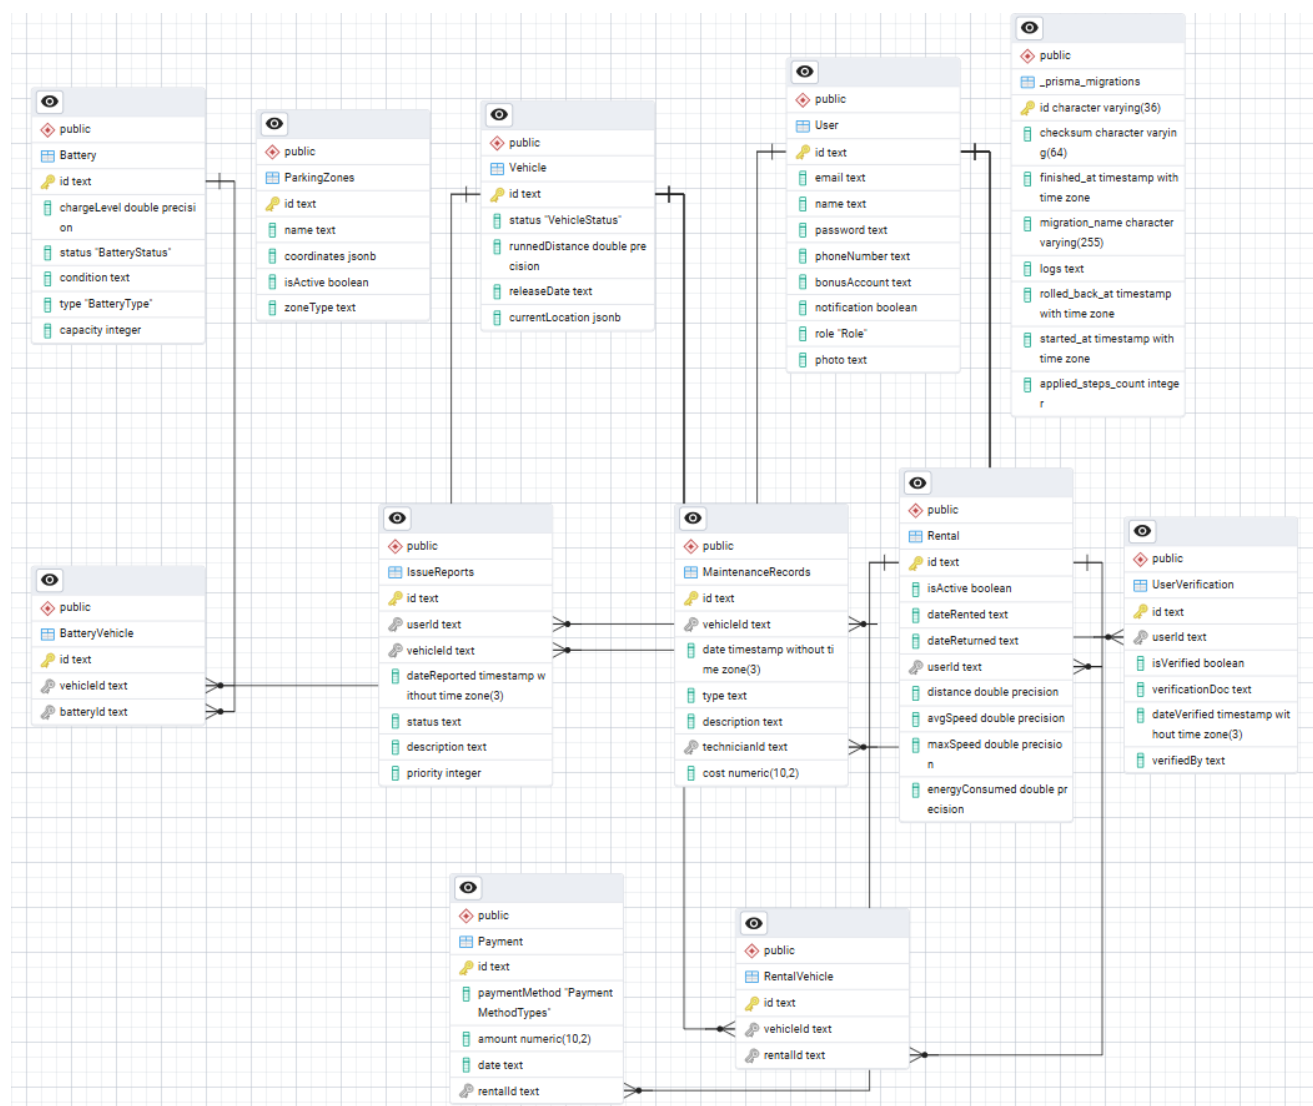 public
Battery
id text
chargeLevel double precisi
on
status "BatteryStatus"
condition text
type "BatteryType"
capacity integer
public
ParkingZones
id text
name text
coordinates jsonb
isActive boolean
zoneType text
public
Vehicle
id text
status "VehicleStatus"
runnedDistance double pre
cision
releaseDate text
currentLocation jsonb
public
User
id text
email text
name text
password text
phoneNumber text
bonusAccount text
notification boolean
role "Role"
photo text
public
_prisma_migrations
id character varying(36)
checksum character varyin
g(64)
finished_at timestamp with
time zone
migration_name character
varying(255)
logs text
rolled_back_at timestamp
with time zone
started_at timestamp with
time zone
applied_steps_count intege
r
public
BatteryVehicle
id text
vehicleId text
batteryId text
public
IssueReports
id text
userId text
vehicleId text
dateReported timestamp w
ithout time zone(3)
status text
description text
priority integer
public
MaintenanceRecords
id text
vehicleId text
date timestamp without ti
me zone(3)
type text
description text
technicianId text
cost numeric(10,2)
public
Rental
id text
isActive boolean
dateRented text
dateReturned text
userId text
distance double precision
avgSpeed double precision
maxSpeed double precisio
n
energyConsumed double pr
ecision
public
UserVerification
id text
userId text
isVerified boolean
verificationDoc text
dateVerified timestamp wit
hout time zone(3)
verifiedBy text
public
Payment
id text
paymentMethod "Payment
MethodTypes"
amount numeric(10,2)
date text
rentalId text
public
RentalVehicle
id text
vehicleId text
rentalId text